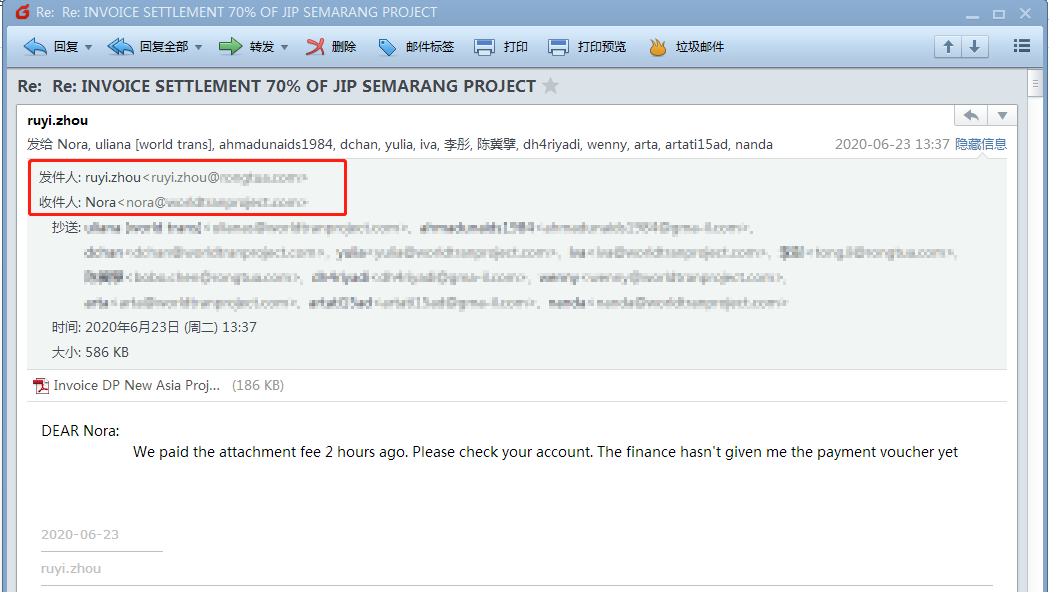 Re: Re: INVOICE SETTLEMENT 70% OF JIP SEMARANG PROJECT
回复 回复全部 转发 删除 邮件标签 打印 打印预览 垃圾邮件
Re: Re: INVOICE SETTLEMENT 70% OF JIP SEMARANG PROJECT
ruyi.zhou
发给 Nora, uliana [world trans], ahmadunaids1984, dchan, yulia, iva, 李彤, 陈冀孽, dh4riyadi, wenny, arta, artati15ad, nanda 2020-06-23 13:37 隐藏信息
发件人: ruyi.zhou<ruyi.zhou@
收件人: Nora<nora@
抄送:
时间: 2020年6月23日 (周二) 13:37
大小: 586 KB
Invoice DP New Asia Proj... (186 KB)
DEAR Nora:
We paid the attachment fee 2 hours ago. Please check your account. The finance hasn't given me the payment voucher yet
2020-06-23
ruyi.zhou